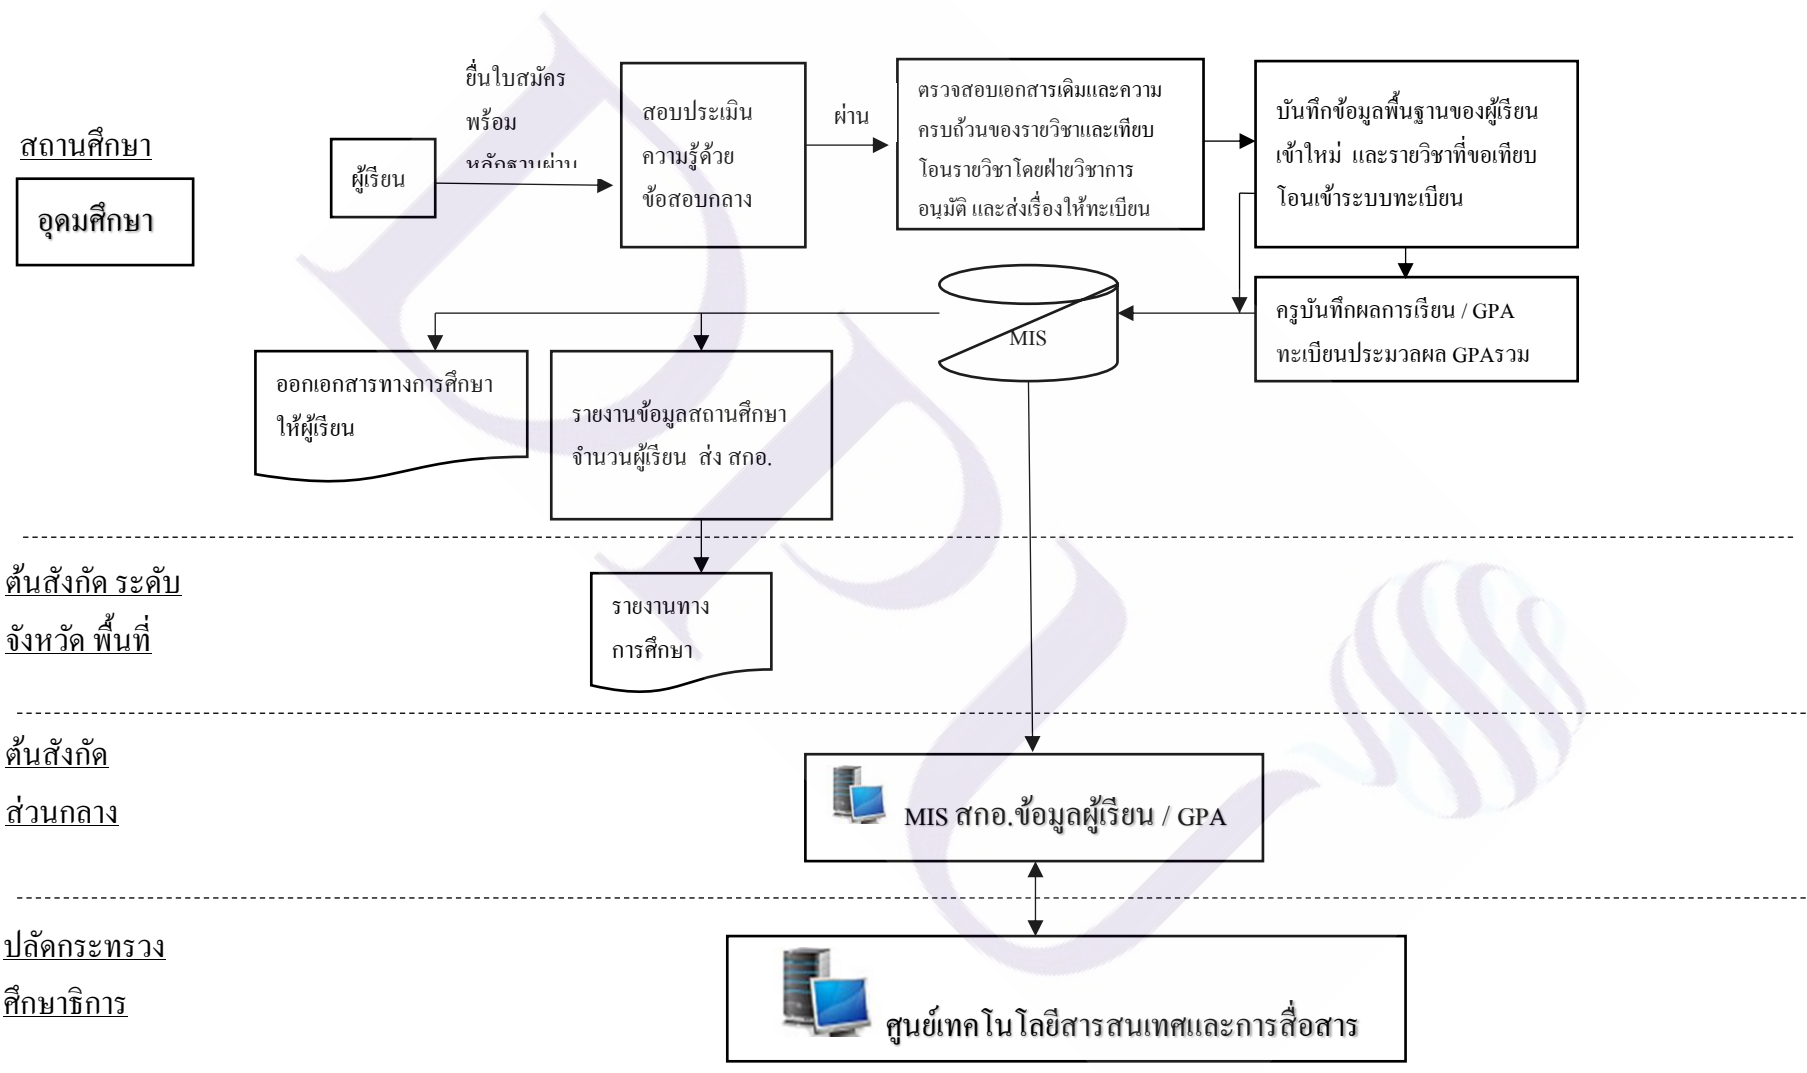 สถานศึกษา
อุดมศึกษา
ผู้เรียน
ยื่นใบสมัคร
พร้อม
หลักฐานผ่าน
สอบประเมิน
ความรู้ด้วย
ข้อสอบกลาง
ผ่าน
ตรวจสอบเอกสารเดิมและความ
ครบถ้วนของรายวิชาและเทียบ
โอนรายวิชาโดยฝ่ายวิชาการ
อนุมัติ และส่งเรื่องให้ทะเบียน
บันทึกข้อมูลพื้นฐานของผู้เรียน
เข้าใหม่ และรายวิชาที่ขอเทียบ
โอนเข้าระบบทะเบียน
ครูบันทึกผลการเรียน / GPA
ทะเบียนประมวลผล GPAรวม
MIS
ออกเอกสารทางการศึกษา
ให้ผู้เรียน
รายงานข้อมูลสถานศึกษา
จำนวนผู้เรียน ส่ง สกอ.
ต้นสังกัด ระดับ
จังหวัด พื้นที่
รายงานทาง
การศึกษา
ต้นสังกัด
ส่วนกลาง
MIS สกอ.ข้อมูลผู้เรียน / GPA
ปลัดกระทรวง
ศึกษาธิการ
ศูนย์เทคโนโลยีสารสนเทศและการสื่อสาร
DPU